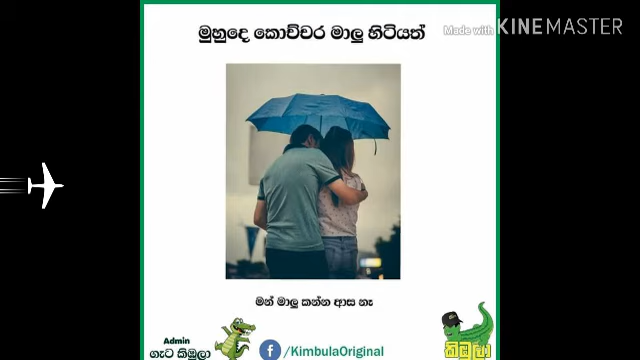 මුහුදෙ කොච්චර මාලු හිටියත්
Made with KINEMASTER
මන් මාලු කන්න ආස නෑ
Admin
ගැට කිඹුලා
f /KimbulaOriginal
කිඹුලා